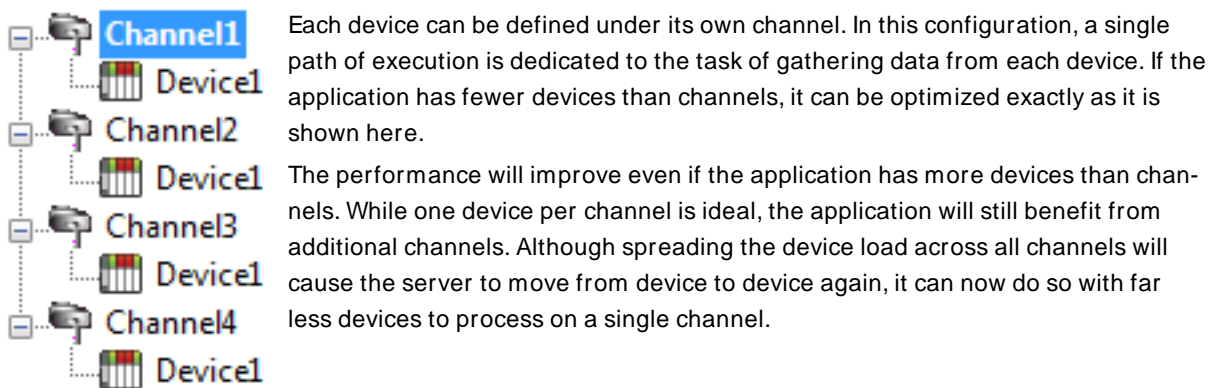 Channel1
Device1
Channel2
Device1
Channel3
Device1
Channel4
Device1
Each device can be defined under its own channel. In this configuration, a single
path of execution is dedicated to the task of gathering data from each device. If the
application has fewer devices than channels, it can be optimized exactly as it is
shown here.
The performance will improve even if the application has more devices than chan-
nels. While one device per channel is ideal, the application will still benefit from
additional channels. Although spreading the device load across all channels will
cause the server to move from device to device again, it can now do so with far
less devices to process on a single channel.